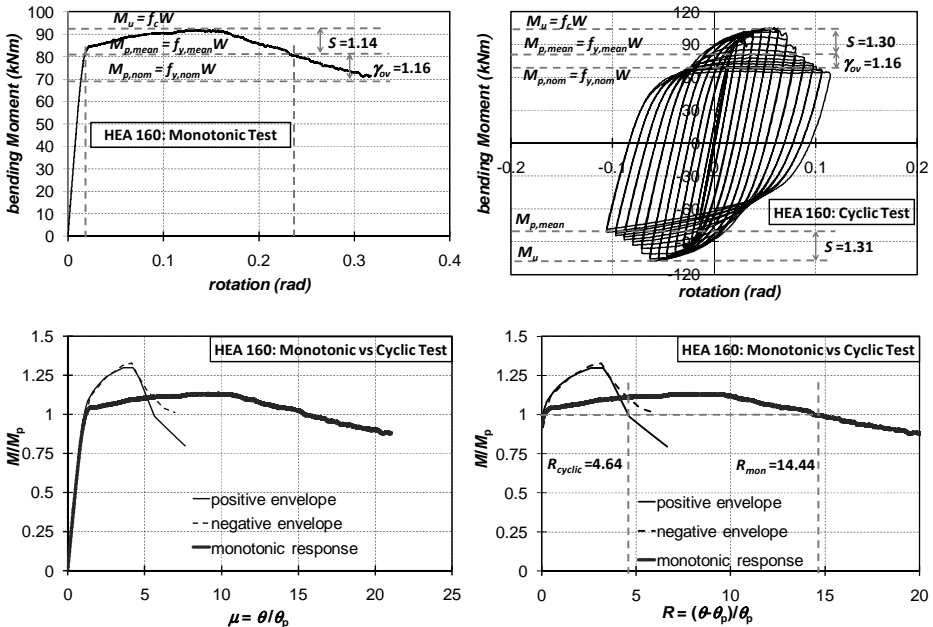 bending Moment (kNm)
100
90
80
70
60
50
40
30
20
10
0
M_u = f_c W
M_p,mean = f_y,mean W
M_p,nom = f_y,nom W
S = 1.14
γ_ov = 1.16
HEA 160: Monotonic Test
0
0.1
0.2
0.3
0.4
rotation (rad)
bending Moment (kNm)
120
90
60
30
0
-30
-60
-120
M_u = f_c W
M_p,mean = f_y,mean W
M_p,nom = f_y,nom W
S = 1.30
γ_ov = 1.16
-0.2
-0.1
0
0.1
0.2
M_p,mean
M_u
HEA 160: Cyclic Test
S = 1.31
rotation (rad)
M/M_p
1.5
1.25
1
0.75
0.5
0.25
0
HEA 160: Monotonic vs Cyclic Test
positive envelope
negative envelope
monotonic response
0
5
10
15
20
25
μ = θ/θ_p
M/M_p
1.5
1.25
1
0.75
0.5
0.25
0
HEA 160: Monotonic vs Cyclic Test
R_cyclic = 4.64
R_mon = 14.44
positive envelope
negative envelope
monotonic response
0
5
10
15
20
R = (θ-θ_p)/θ_p